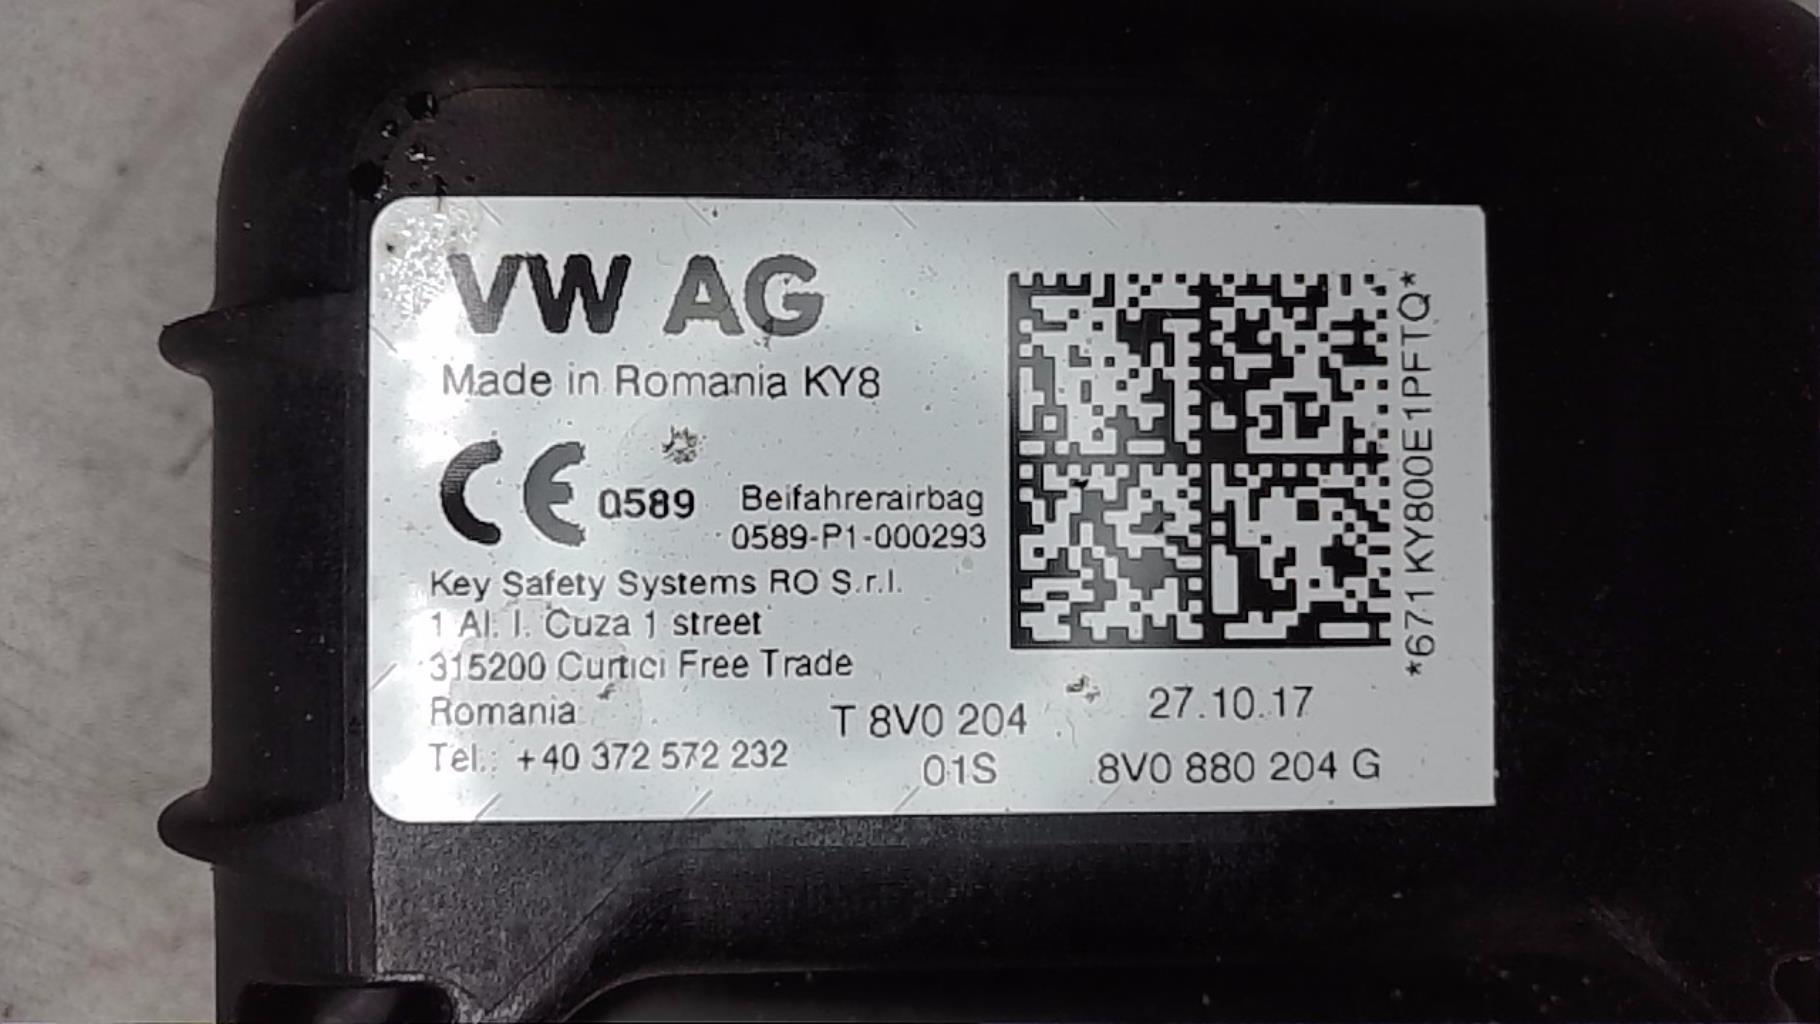 VW AG
Made in Romania KY8
CE 0589
Beifahrerairbag
0589-P1-000293
Key Safety Systems RO S.r.l.
1 Al. I. Cuza 1 street
315200 Curtici Free Trade
Romania
Tel.: +40 372 572 232
T 8V0 204
01S
27.10.17
8V0 880 204 G
*671KY800E1PFTQ*